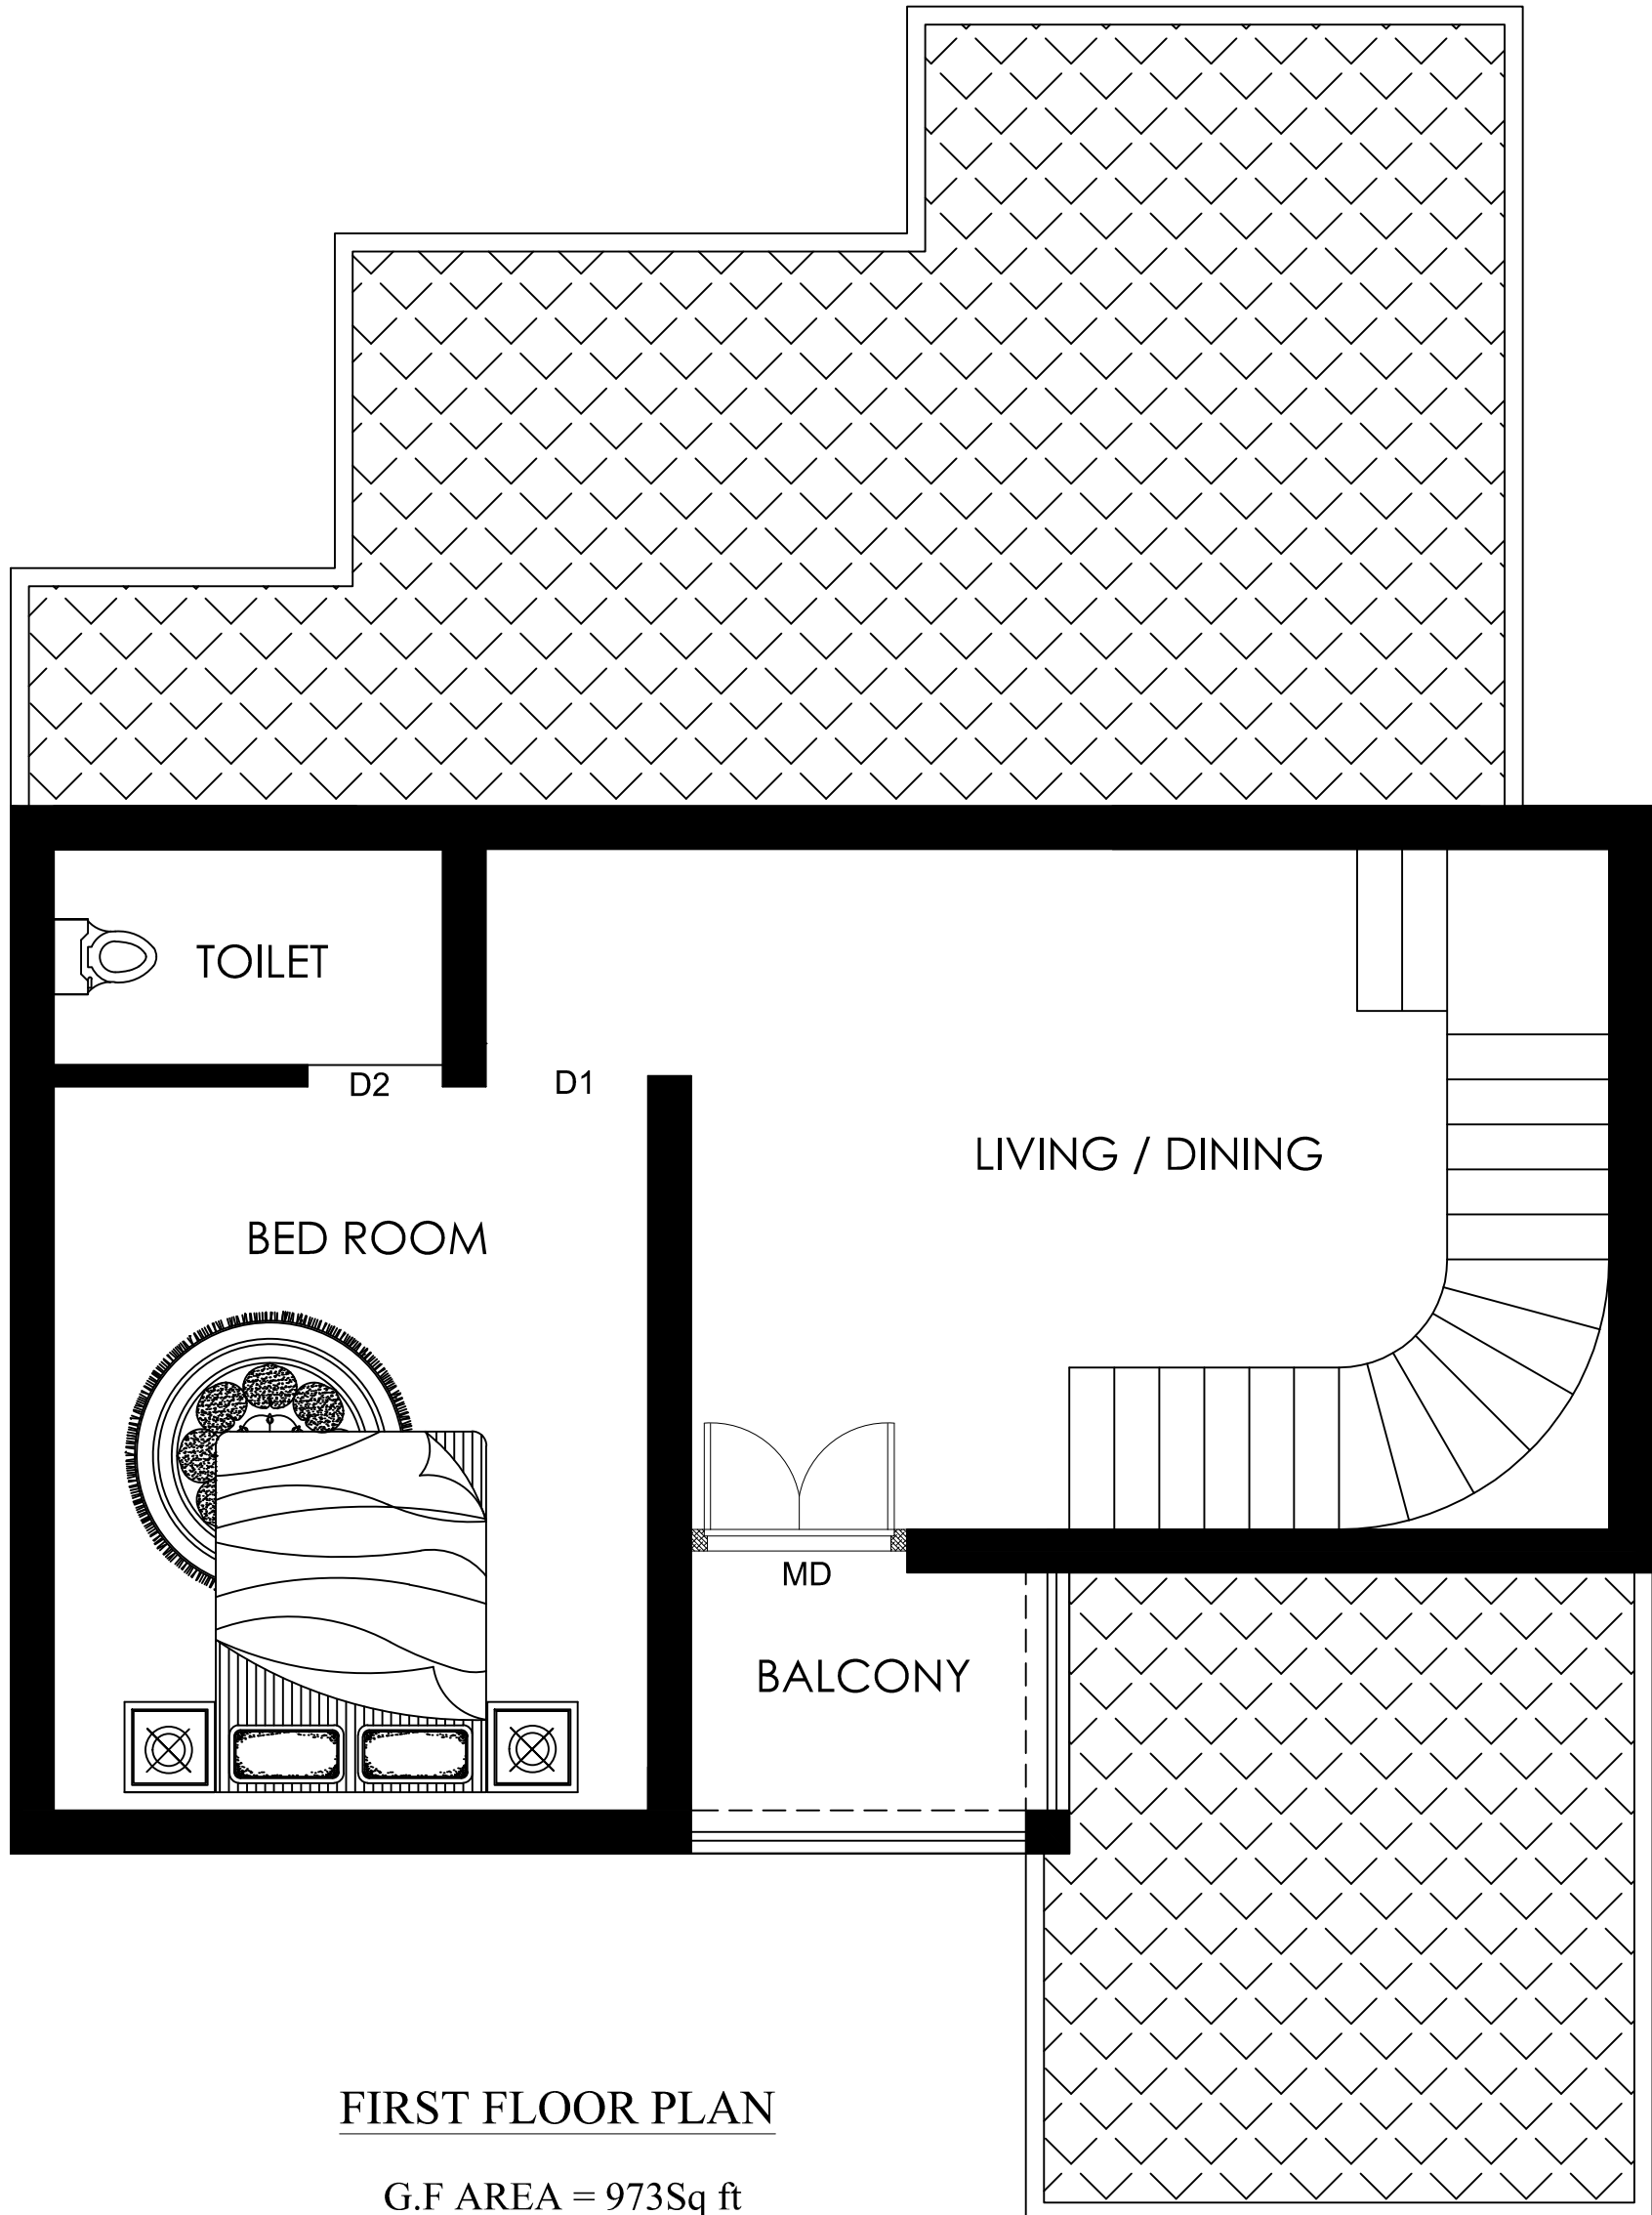 TOILET
D2
D1
LIVING / DINING
BED ROOM
MD
BALCONY
FIRST FLOOR PLAN
G.F AREA = 973Sq ft